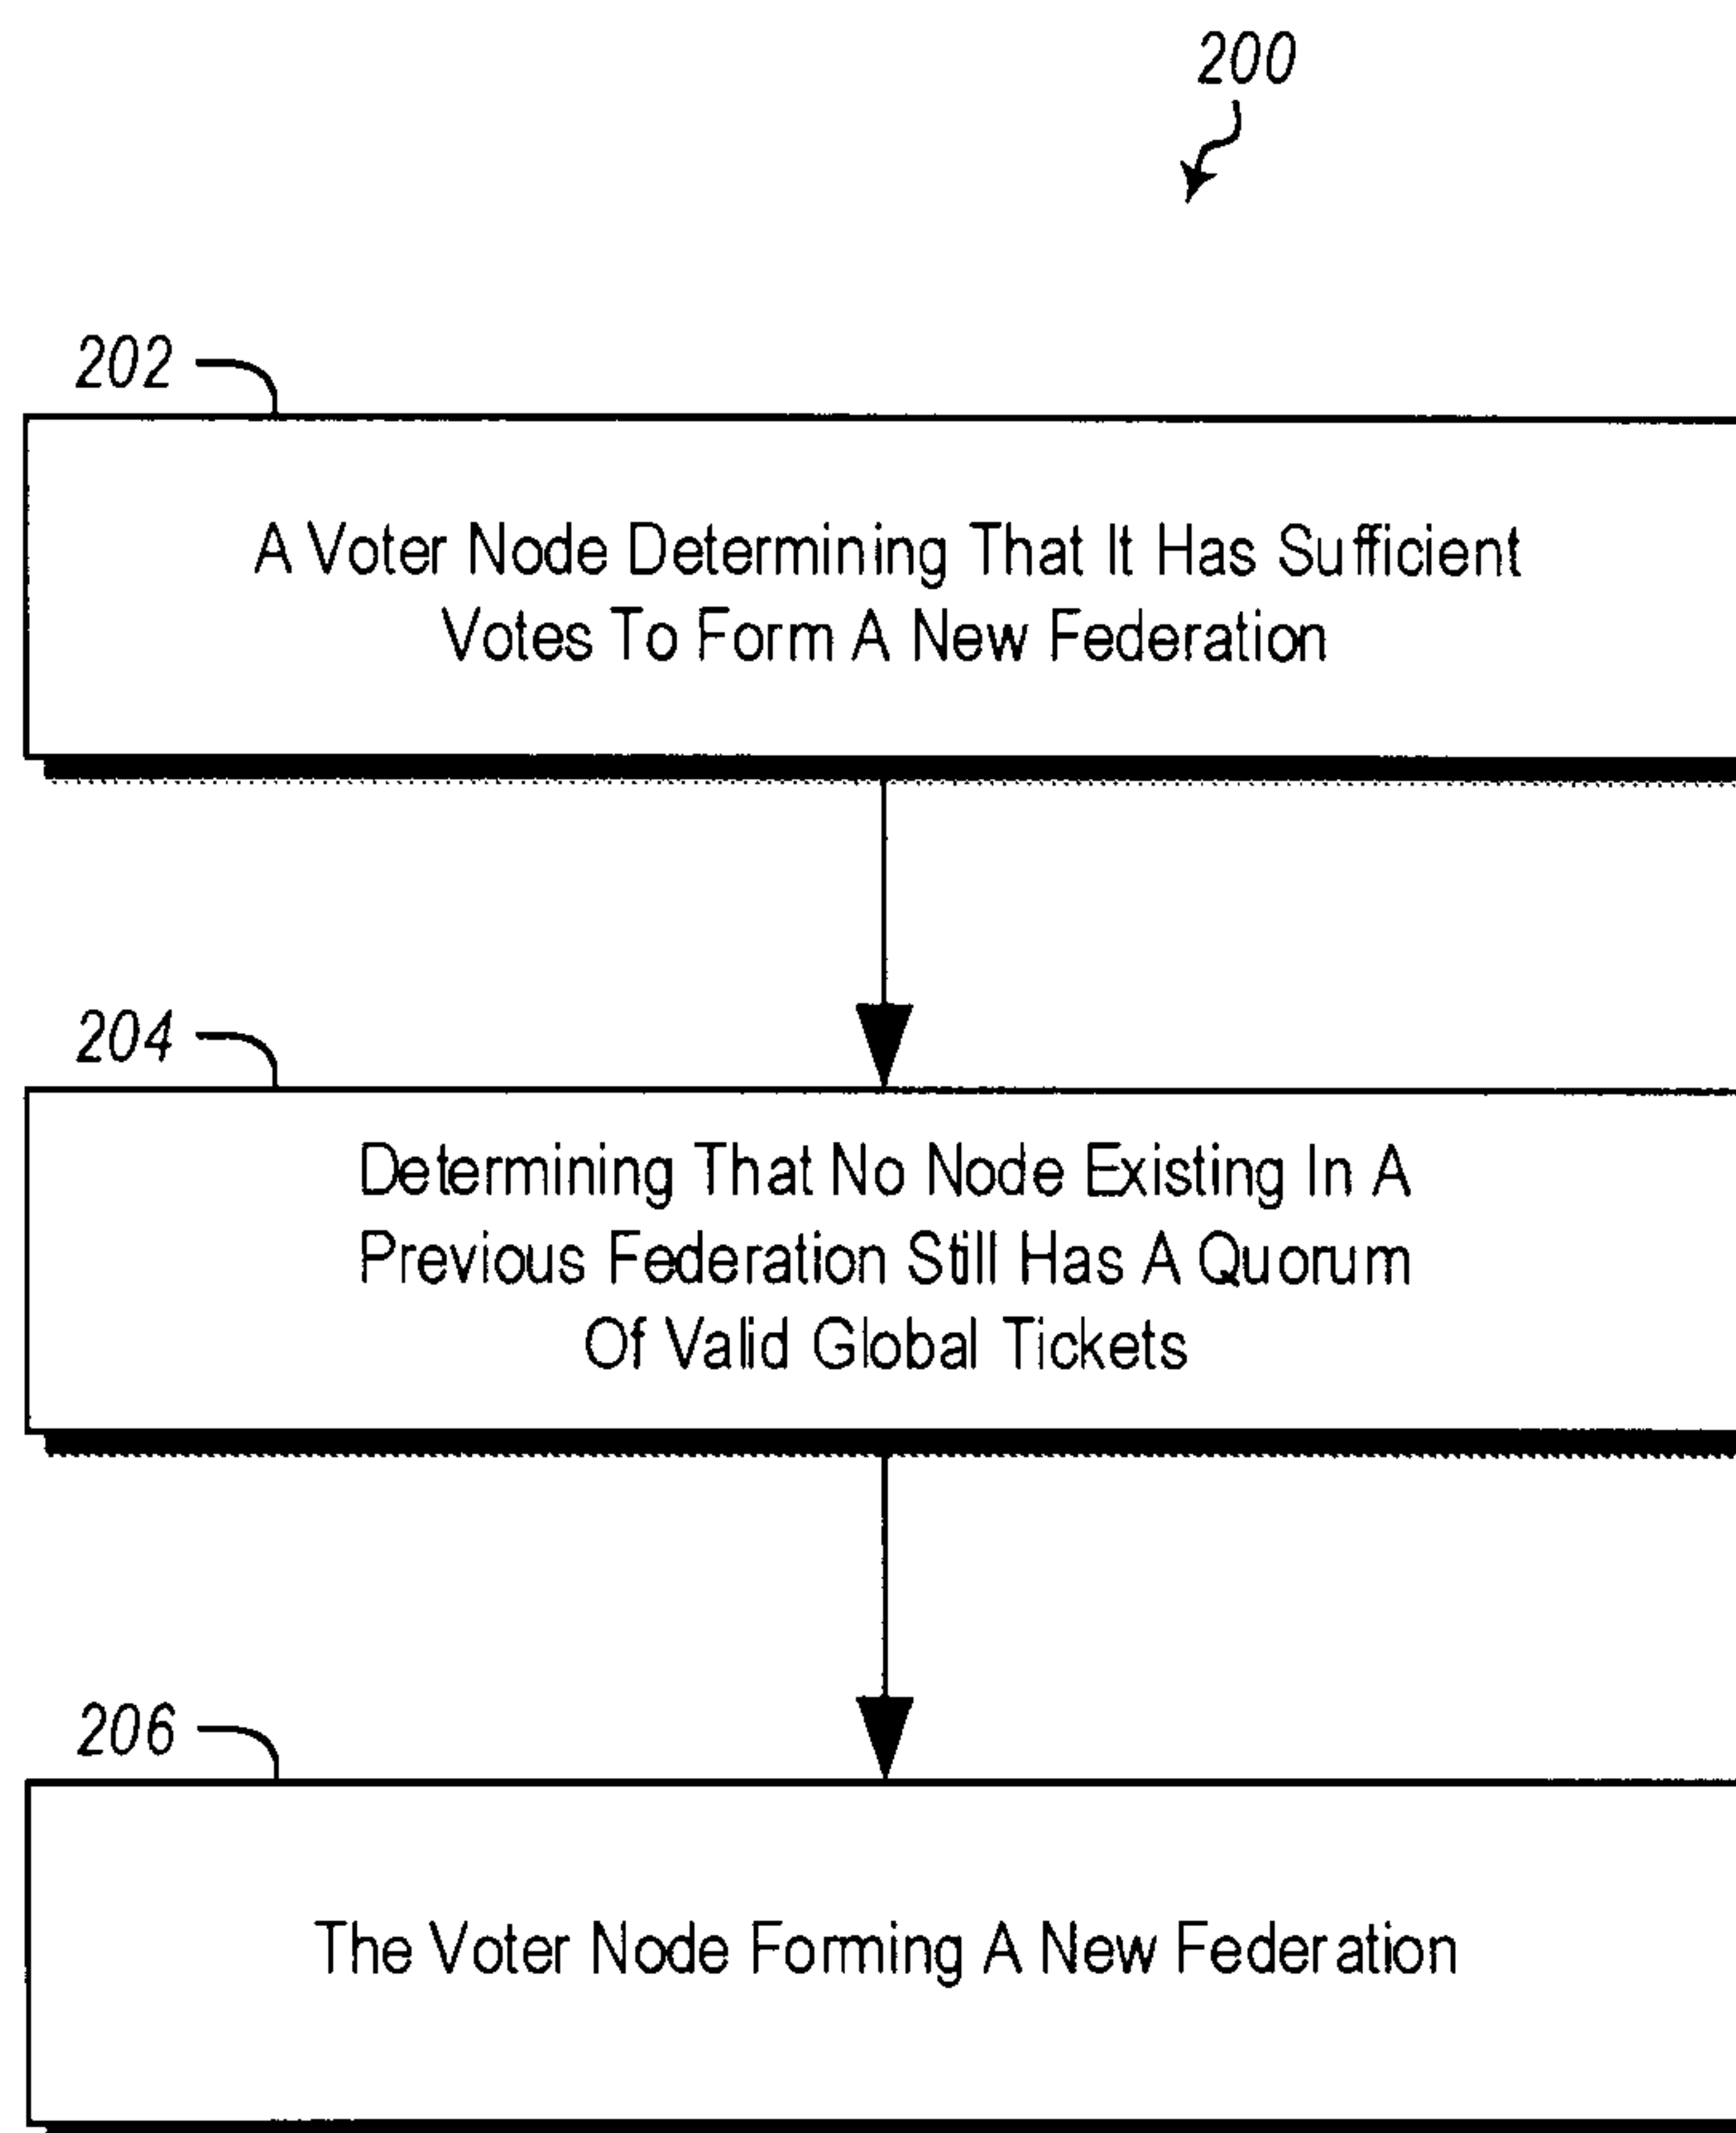 200
202
A Voter Node Determining That It Has Sufficient
Votes To Form A New Federation
204
Determining That No Node Existing In A
Previous Federation Still Has A Quorum
Of Valid Global Tickets
206
The Voter Node Forming A New Federation